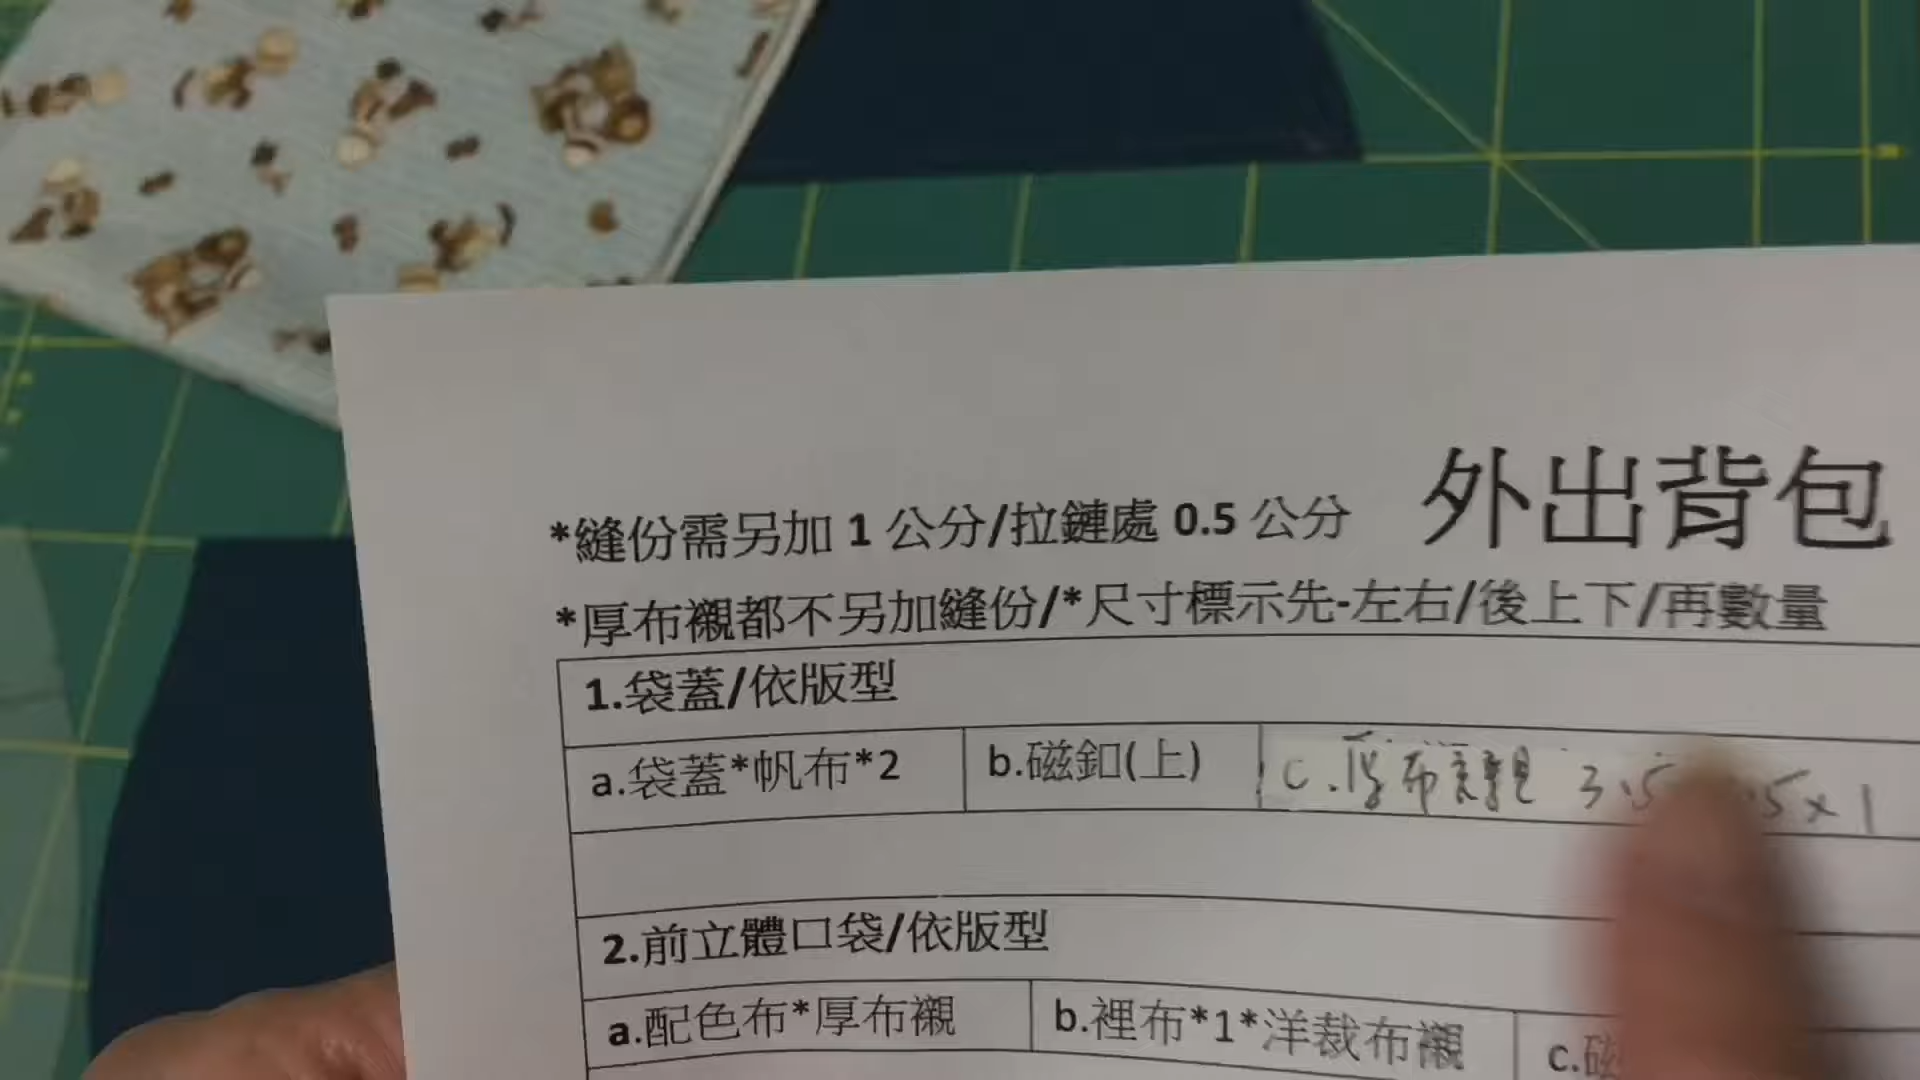 外出背包
*縫份需另加 1 公分/拉鏈處 0.5 公分
*厚布襯都不另加縫份/*尺寸標示先-左右/後上下/再數量
1.袋蓋/依版型
a.袋蓋*帆布*2
b.磁釦(上)
c.厚布襯 3.5 .5x1
2.前立體口袋/依版型
a.配色布*厚布襯
b.裡布*1*洋裁布襯
c.磁